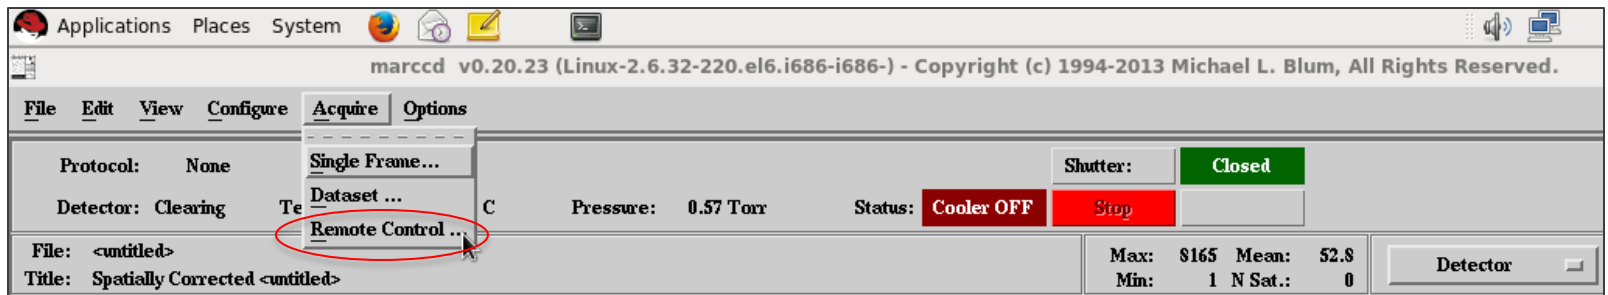 Applications Places System
marccd v0.20.23 (Linux-2.6.32-220.el6.i686-i686-) - Copyright (c) 1994-2013 Michael L. Blum, All Rights Reserved.
File Edit View Configure Acquire Options
Single Frame...
Dataset ...
Remote Control ...
Protocol: None
Shutter: Closed
Detector: Clearing Te C Pressure: 0.57 Torr Status: Cooler OFF Stop
File: <untitled>
Title: Spatially Corrected <untitled>
Max: 8165 Mean: 52.8
Min: 1 N Sat.: 0
Detector